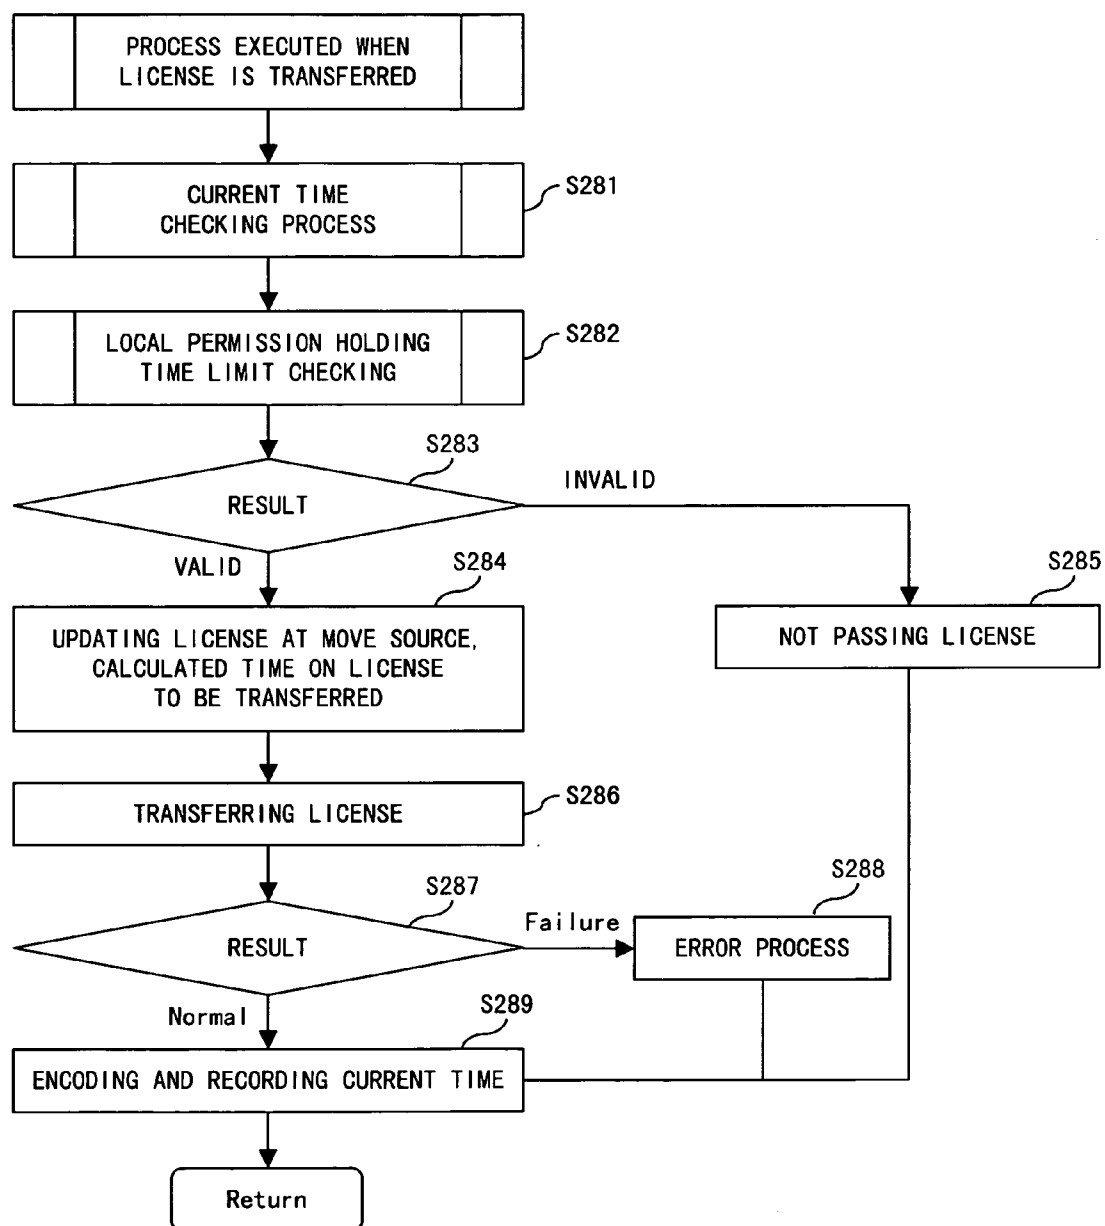 PROCESS EXECUTED WHEN
LICENSE IS TRANSFERRED
CURRENT TIME
CHECKING PROCESS
S281
LOCAL PERMISSION HOLDING
TIME LIMIT CHECKING
S282
S283
RESULT
INVALID
VALID
S284
UPDATING LICENSE AT MOVE SOURCE,
CALCULATED TIME ON LICENSE
TO BE TRANSFERRED
S285
NOT PASSING LICENSE
TRANSFERRING LICENSE
S286
S287
RESULT
Failure
S288
ERROR PROCESS
Normal
S289
ENCODING AND RECORDING CURRENT TIME
Return